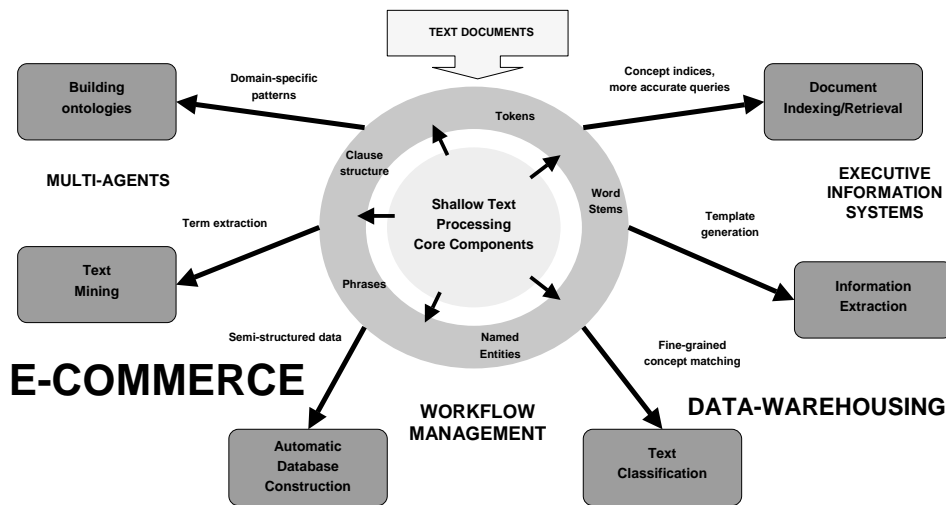 TEXT DOCUMENTS
Building
ontologies
Domain-specific
patterns
Concept indices,
more accurate queries
Document
Indexing/Retrieval
Tokens
Clause
structure
MULTI-AGENTS
EXECUTIVE
INFORMATION
SYSTEMS
Word
Stems
Shallow Text
Processing
Core Components
Term extraction
Template
generation
Text
Mining
Phrases
Information
Extraction
Semi-structured data
Named
Entities
Fine-grained
concept matching
E-COMMERCE
WORKFLOW
MANAGEMENT
DATA-WAREHOUSING
Automatic
Database
Construction
Text
Classification